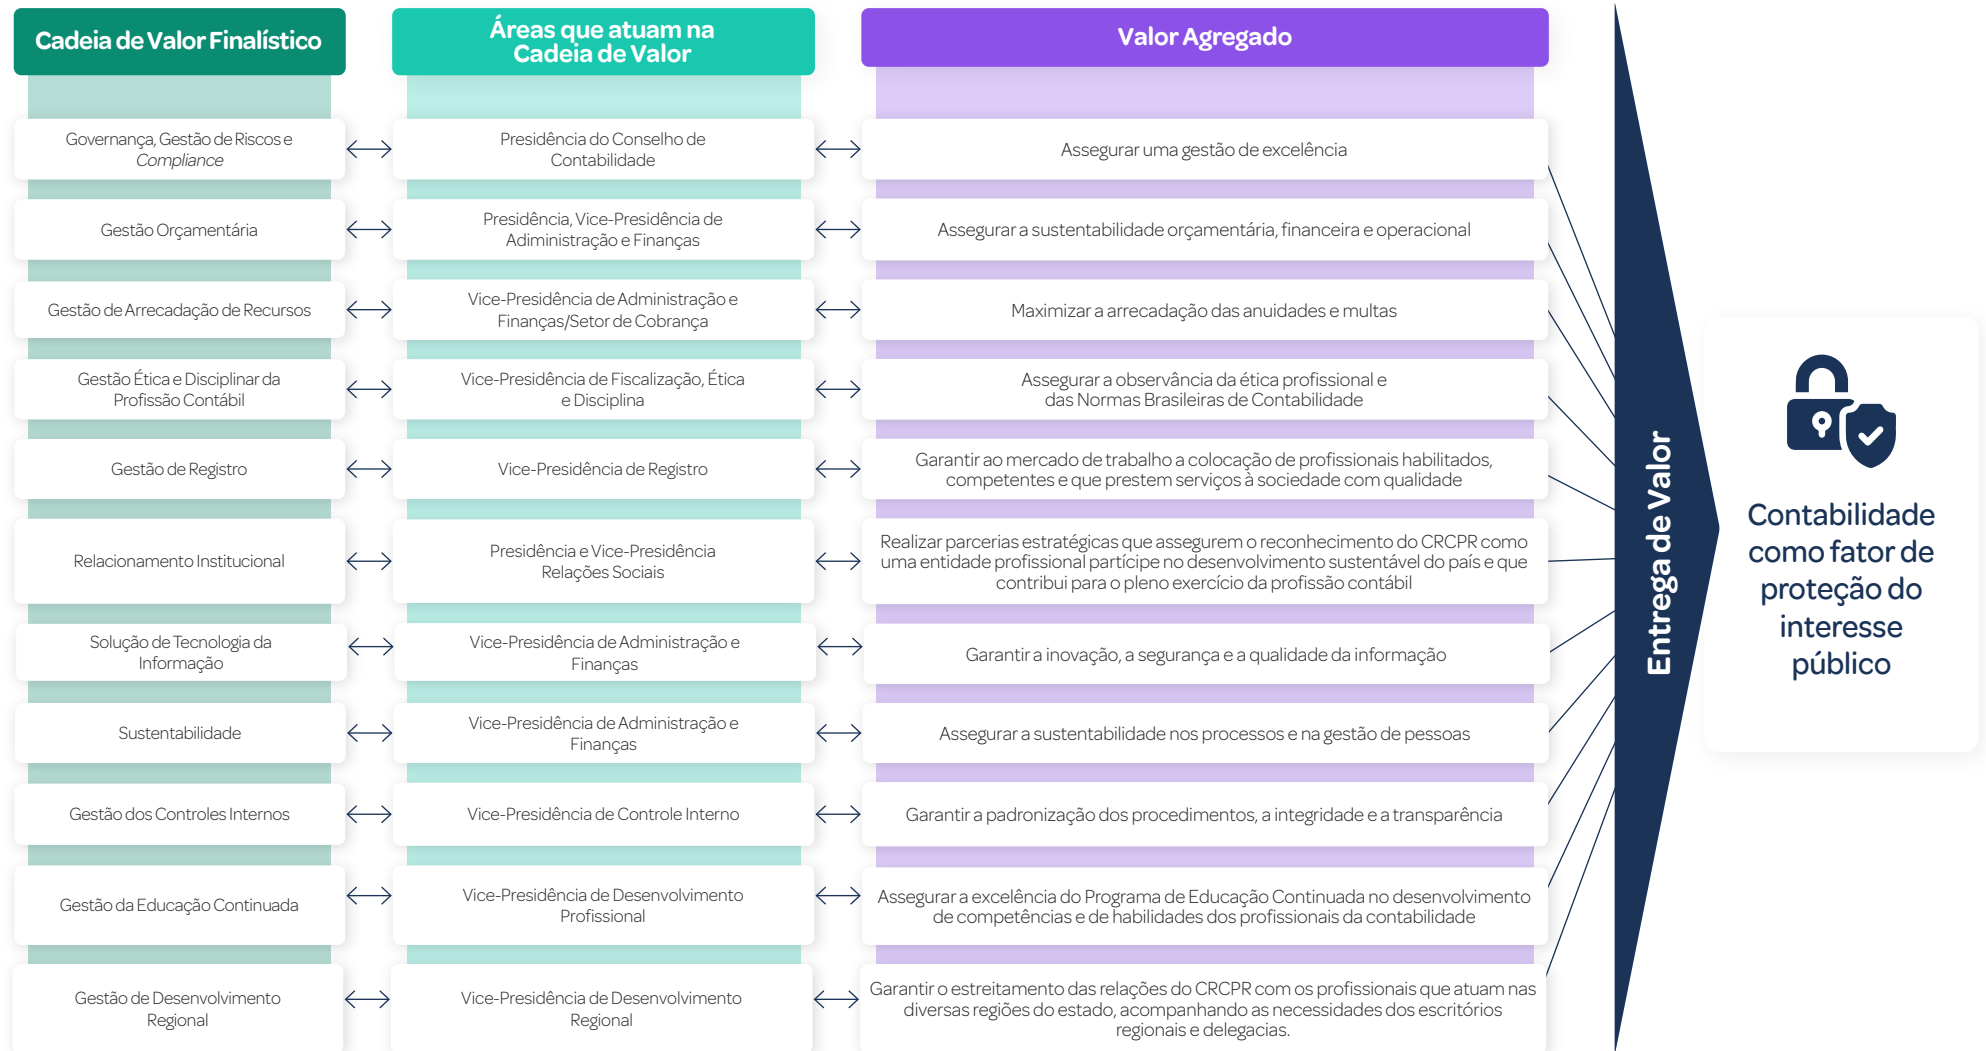 Cadeia de Valor Finalístico
Áreas que atuam na
Cadeia de Valor
Valor Agregado
Governança, Gestão de Riscos e
Compliance
Presidência do Conselho de
Contabilidade
Assegurar uma gestão de excelência
Gestão Orçamentária
Presidência, Vice-Presidência de
Adiministração e Finanças
Assegurar a sustentabilidade orçamentária, financeira e operacional
Gestão de Arrecadação de Recursos
Vice-Presidência de Administração e
Finanças/Setor de Cobrança
Maximizar a arrecadação das anuidades e multas
Gestão Ética e Disciplinar da
Profissão Contábil
Vice-Presidência de Fiscalização, Ética
e Disciplina
Assegurar a observância da ética profissional e
das Normas Brasileiras de Contabilidade
Gestão de Registro
Vice-Presidência de Registro
Garantir ao mercado de trabalho a colocação de profissionais habilitados,
competentes e que prestem serviços à sociedade com qualidade
Relacionamento Institucional
Presidência e Vice-Presidência
Relações Sociais
Realizar parcerias estratégicas que assegurem o reconhecimento do CRCPR como
uma entidade profissional partícipe no desenvolvimento sustentável do país e que
contribui para o pleno exercício da profissão contábil
Solução de Tecnologia da
Informação
Vice-Presidência de Administração e
Finanças
Garantir a inovação, a segurança e a qualidade da informação
Sustentabilidade
Vice-Presidência de Administração e
Finanças
Assegurar a sustentabilidade nos processos e na gestão de pessoas
Gestão dos Controles Internos
Vice-Presidência de Controle Interno
Garantir a padronização dos procedimentos, a integridade e a transparência
Gestão da Educação Continuada
Vice-Presidência de Desenvolvimento
Profissional
Assegurar a excelência do Programa de Educação Continuada no desenvolvimento
de competências e de habilidades dos profissionais da contabilidade
Gestão de Desenvolvimento
Regional
Vice-Presidência de Desenvolvimento
Regional
Garantir o estreitamento das relações do CRCPR com os profissionais que atuam nas
diversas regiões do estado, acompanhando as necessidades dos escritórios
regionais e delegacias.
Entrega de Valor
Contabilidade
como fator de
proteção do
interesse
público